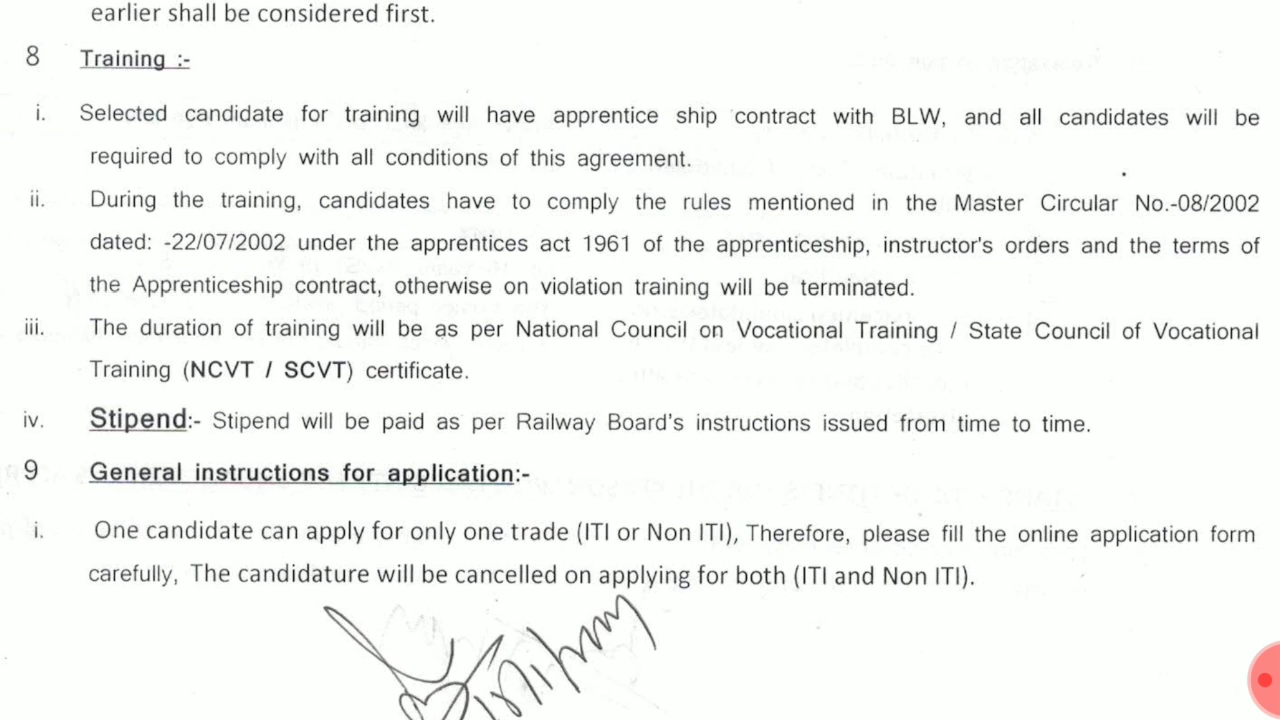 earlier shall be considered first.
8 Training :-
i. Selected candidate for training will have apprentice ship contract with BLW, and all candidates will be
required to comply with all conditions of this agreement.
ii. During the training, candidates have to comply the rules mentioned in the Master Circular No.-08/2002
dated: -22/07/2002 under the apprentices act 1961 of the apprenticeship, instructor's orders and the terms of
the Apprenticeship contract, otherwise on violation training will be terminated.
iii. The duration of training will be as per National Council on Vocational Training / State Council of Vocational
Training (NCVT / SCVT) certificate.
iv. Stipend:- Stipend will be paid as per Railway Board's instructions issued from time to time.
9 General instructions for application:-
i. One candidate can apply for only one trade (ITI or Non ITI), Therefore, please fill the online application form
carefully, The candidature will be cancelled on applying for both (ITI and Non ITI).